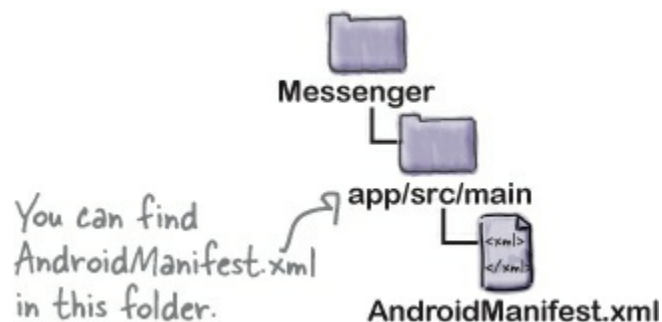 Messenger
app/src/main
You can find
AndroidManifest.xml
in this folder.
<xml>
</xml>
AndroidManifest.xml